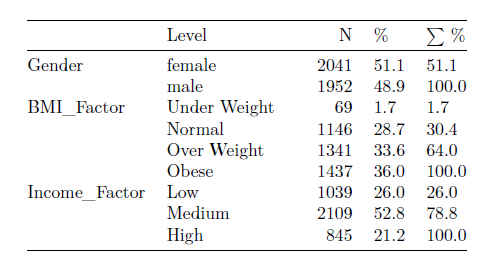 Level N % ∑ %
Gender female 2041 51.1 51.1
male 1952 48.9 100.0
BMI_Factor Under Weight 69 1.7 1.7
Normal 1146 28.7 30.4
Over Weight 1341 33.6 64.0
Obese 1437 36.0 100.0
Income_Factor Low 1039 26.0 26.0
Medium 2109 52.8 78.8
High 845 21.2 100.0